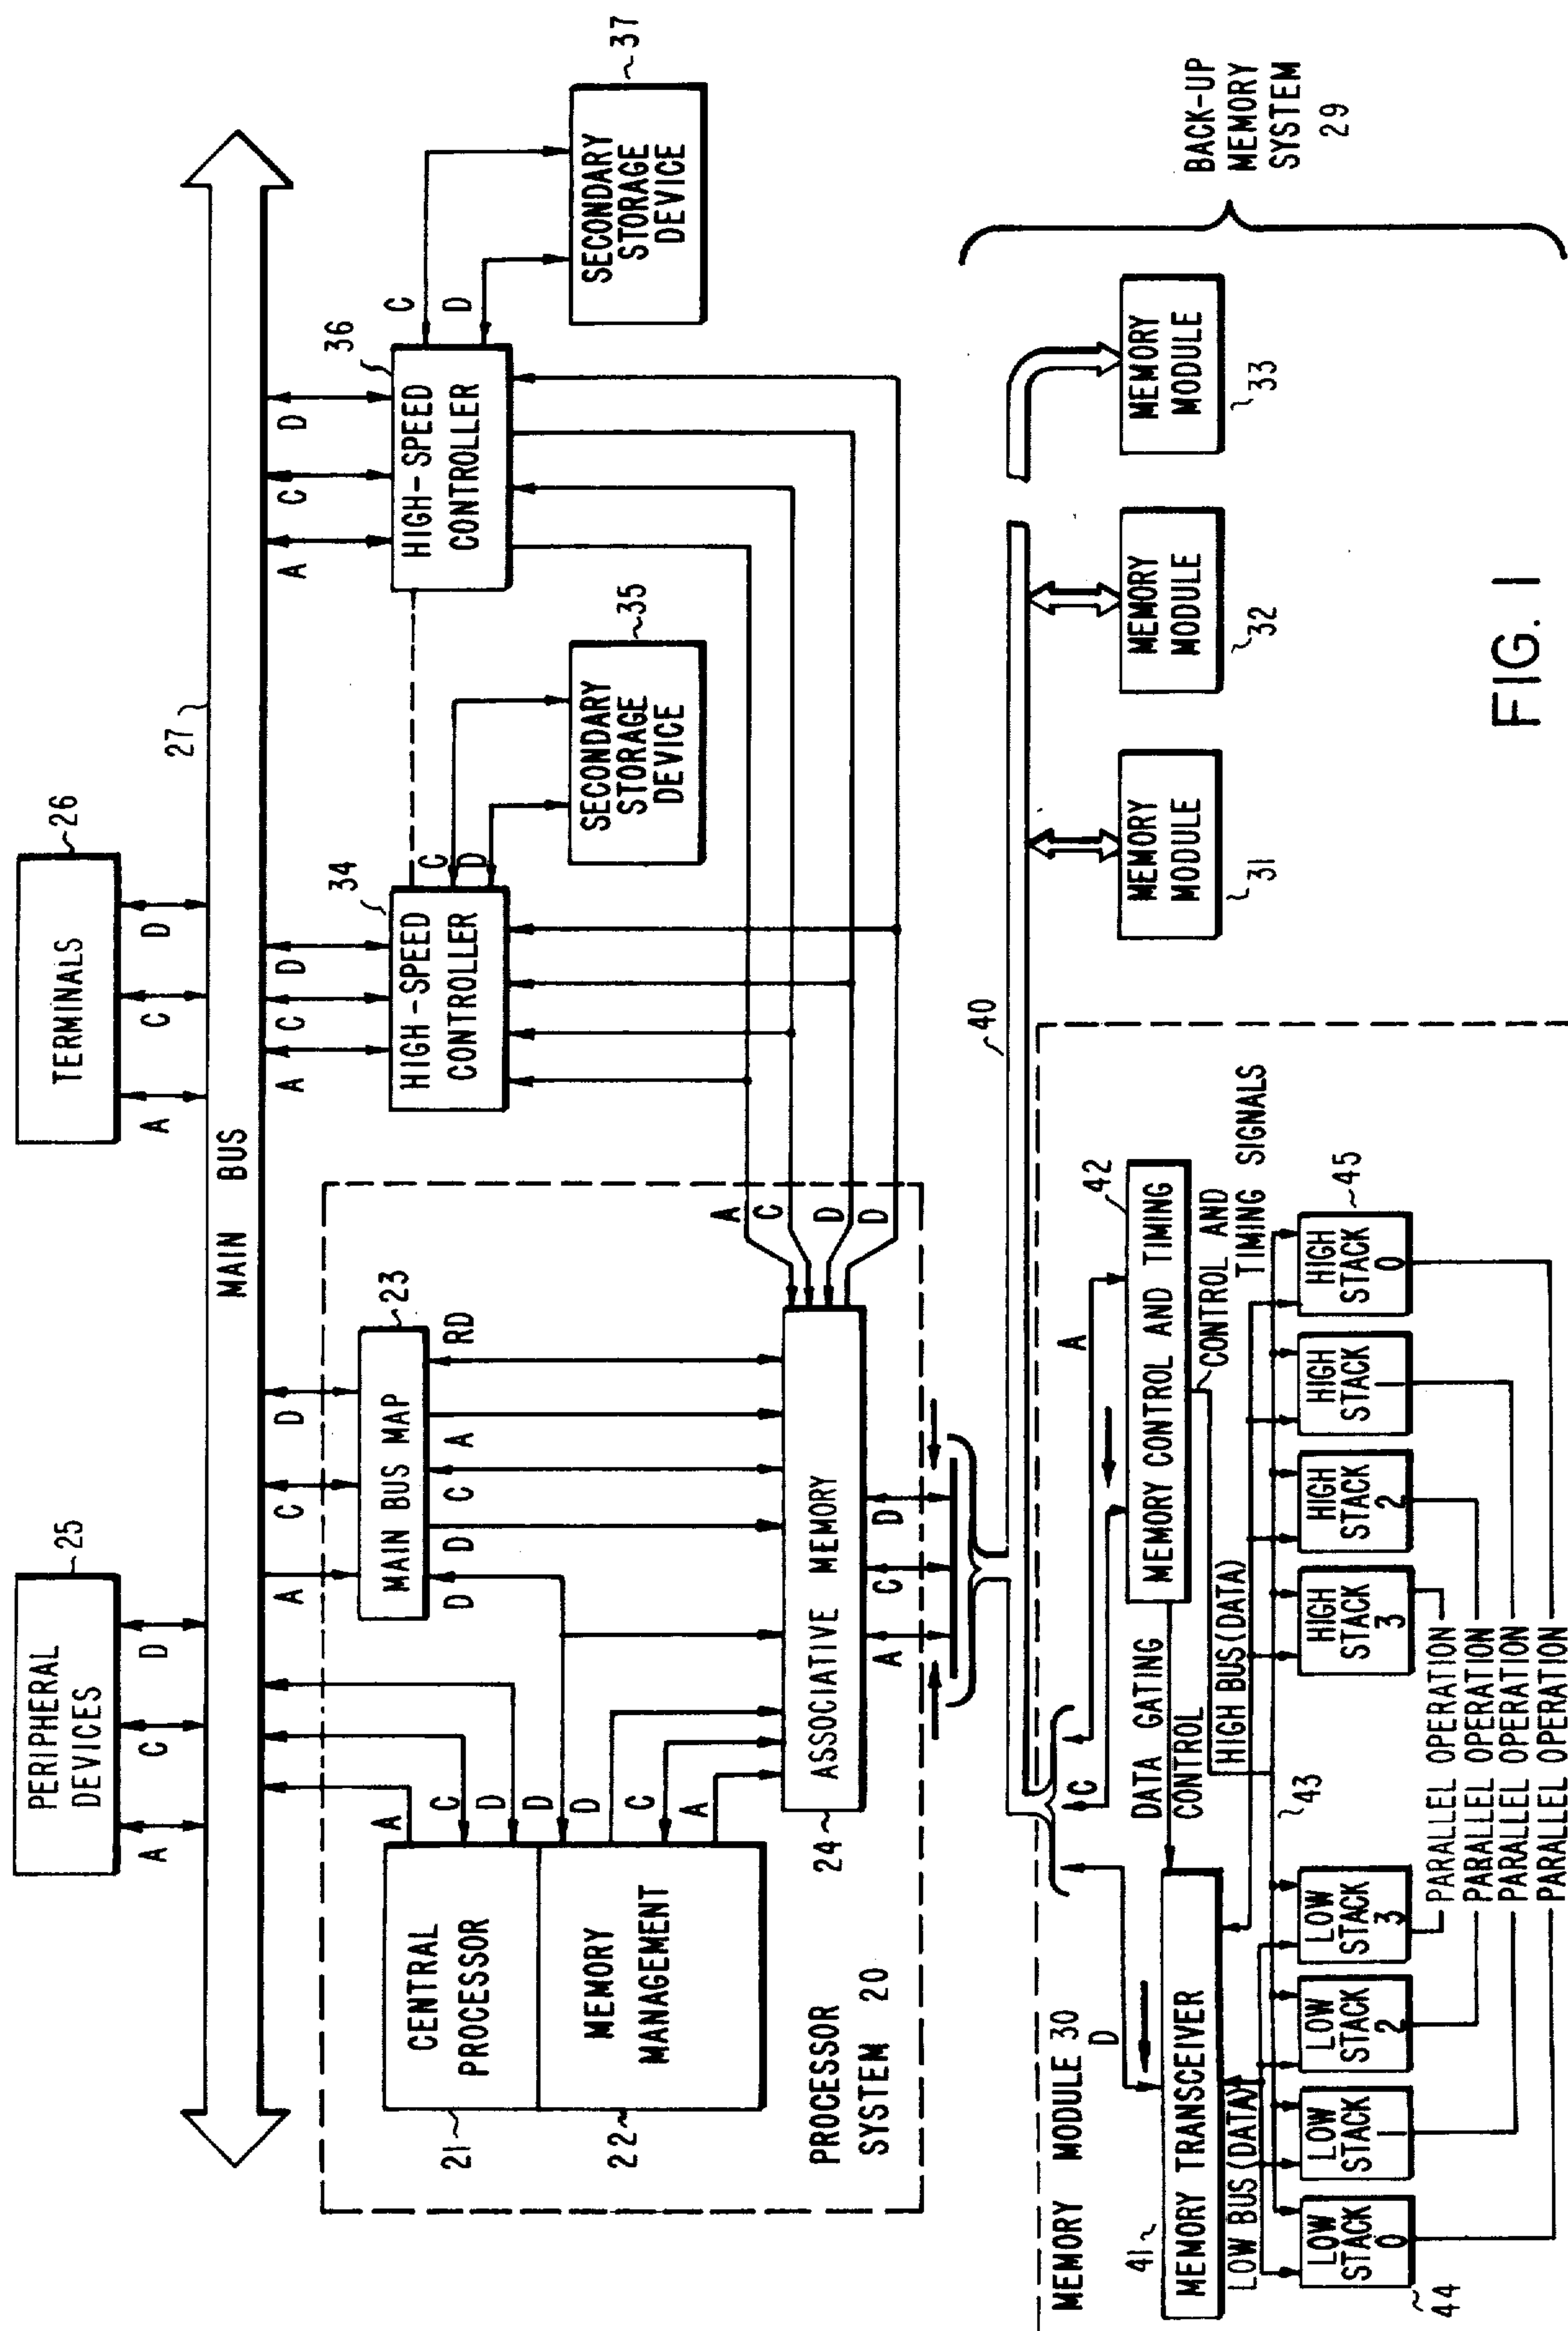 PERIPHERAL
DEVICES
25
A
C
D
TERMINALS
26
A
C
D
27
MAIN BUS
A
C
D
A
C
D
A
C
D
CENTRAL
PROCESSOR
21
MEMORY
MANAGEMENT
22
A
C
D
D
D
C
A
MAIN BUS MAP
23
D
D
C
A
RD
ASSOCIATIVE MEMORY
24
A
C
D
D
A
C
D
PROCESSOR
SYSTEM 20
HIGH-SPEED
CONTROLLER
34
C
D
SECONDARY
STORAGE
DEVICE
35
HIGH-SPEED
CONTROLLER
36
C
D
SECONDARY
STORAGE
DEVICE
37
40
MEMORY
MODULE
31
MEMORY
MODULE
32
MEMORY
MODULE
33
BACK-UP
MEMORY
SYSTEM
29
MEMORY MODULE 30
D
C
A
MEMORY TRANSCEIVER
41
MEMORY CONTROL AND TIMING
42
DATA GATING
CONTROL
CONTROL AND
TIMING SIGNALS
LOW BUS (DATA)
HIGH BUS (DATA)
43
LOW
STACK
0
LOW
STACK
1
LOW
STACK
2
LOW
STACK
3
HIGH
STACK
3
HIGH
STACK
2
HIGH
STACK
1
HIGH
STACK
0
44
45
PARALLEL OPERATION
PARALLEL OPERATION
PARALLEL OPERATION
PARALLEL OPERATION
FIG. 1